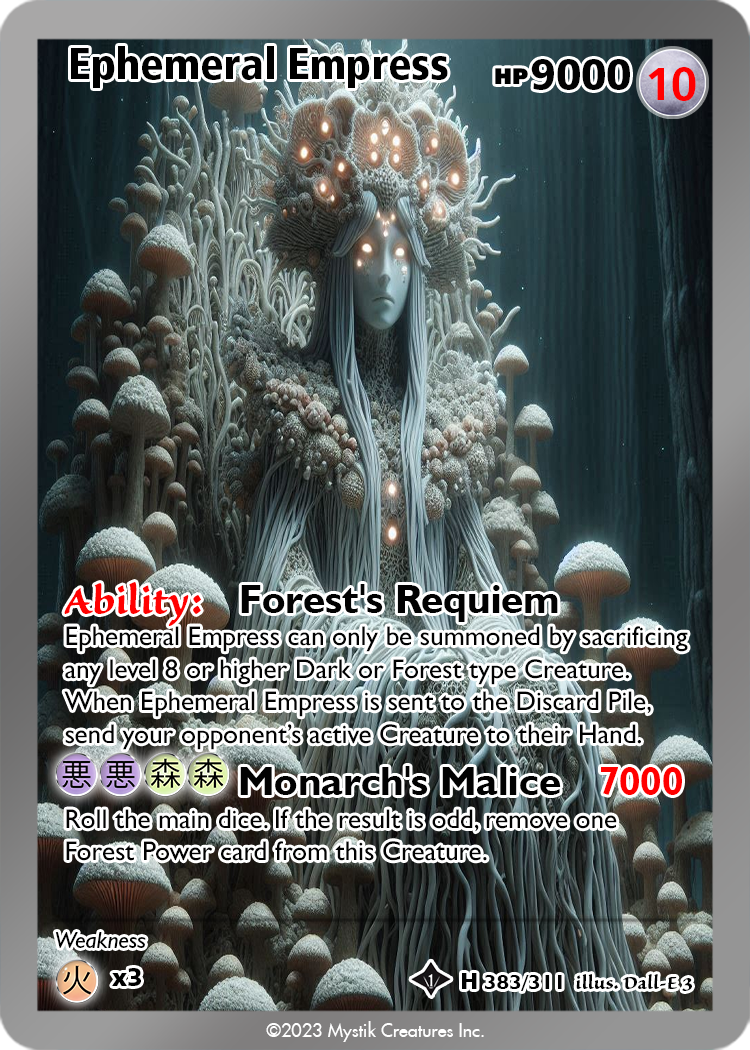 Ephemeral Empress HP9000 10
Ability: Forest's Requiem
Ephemeral Empress can only be summoned by sacrificing
any level 8 or higher Dark or Forest type Creature.
When Ephemeral Empress is sent to the Discard Pile,
send your opponent's active Creature to their Hand.
悪 悪 森 森 Monarch's Malice 7000
Roll the main dice. If the result is odd, remove one
Forest Power card from this Creature.
Weakness
火 x3
1 H 383/311 illus. Dall-E 3
©2023 Mystik Creatures Inc.